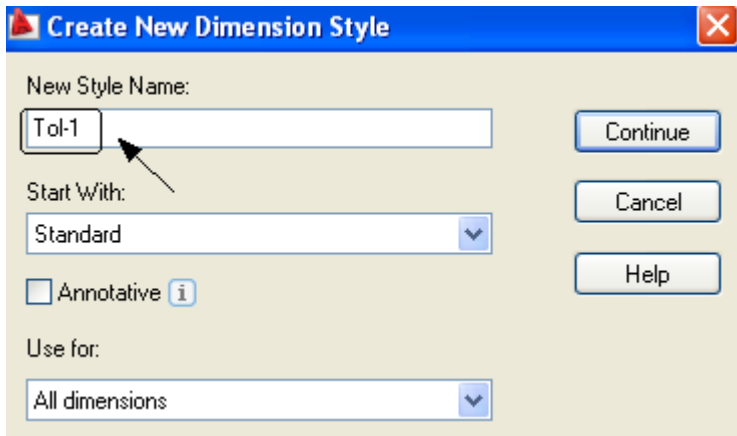 Create New Dimension Style
New Style Name:
Tol-1
Continue
Start With:
Cancel
Standard
Help
Annotative
Use for:
All dimensions